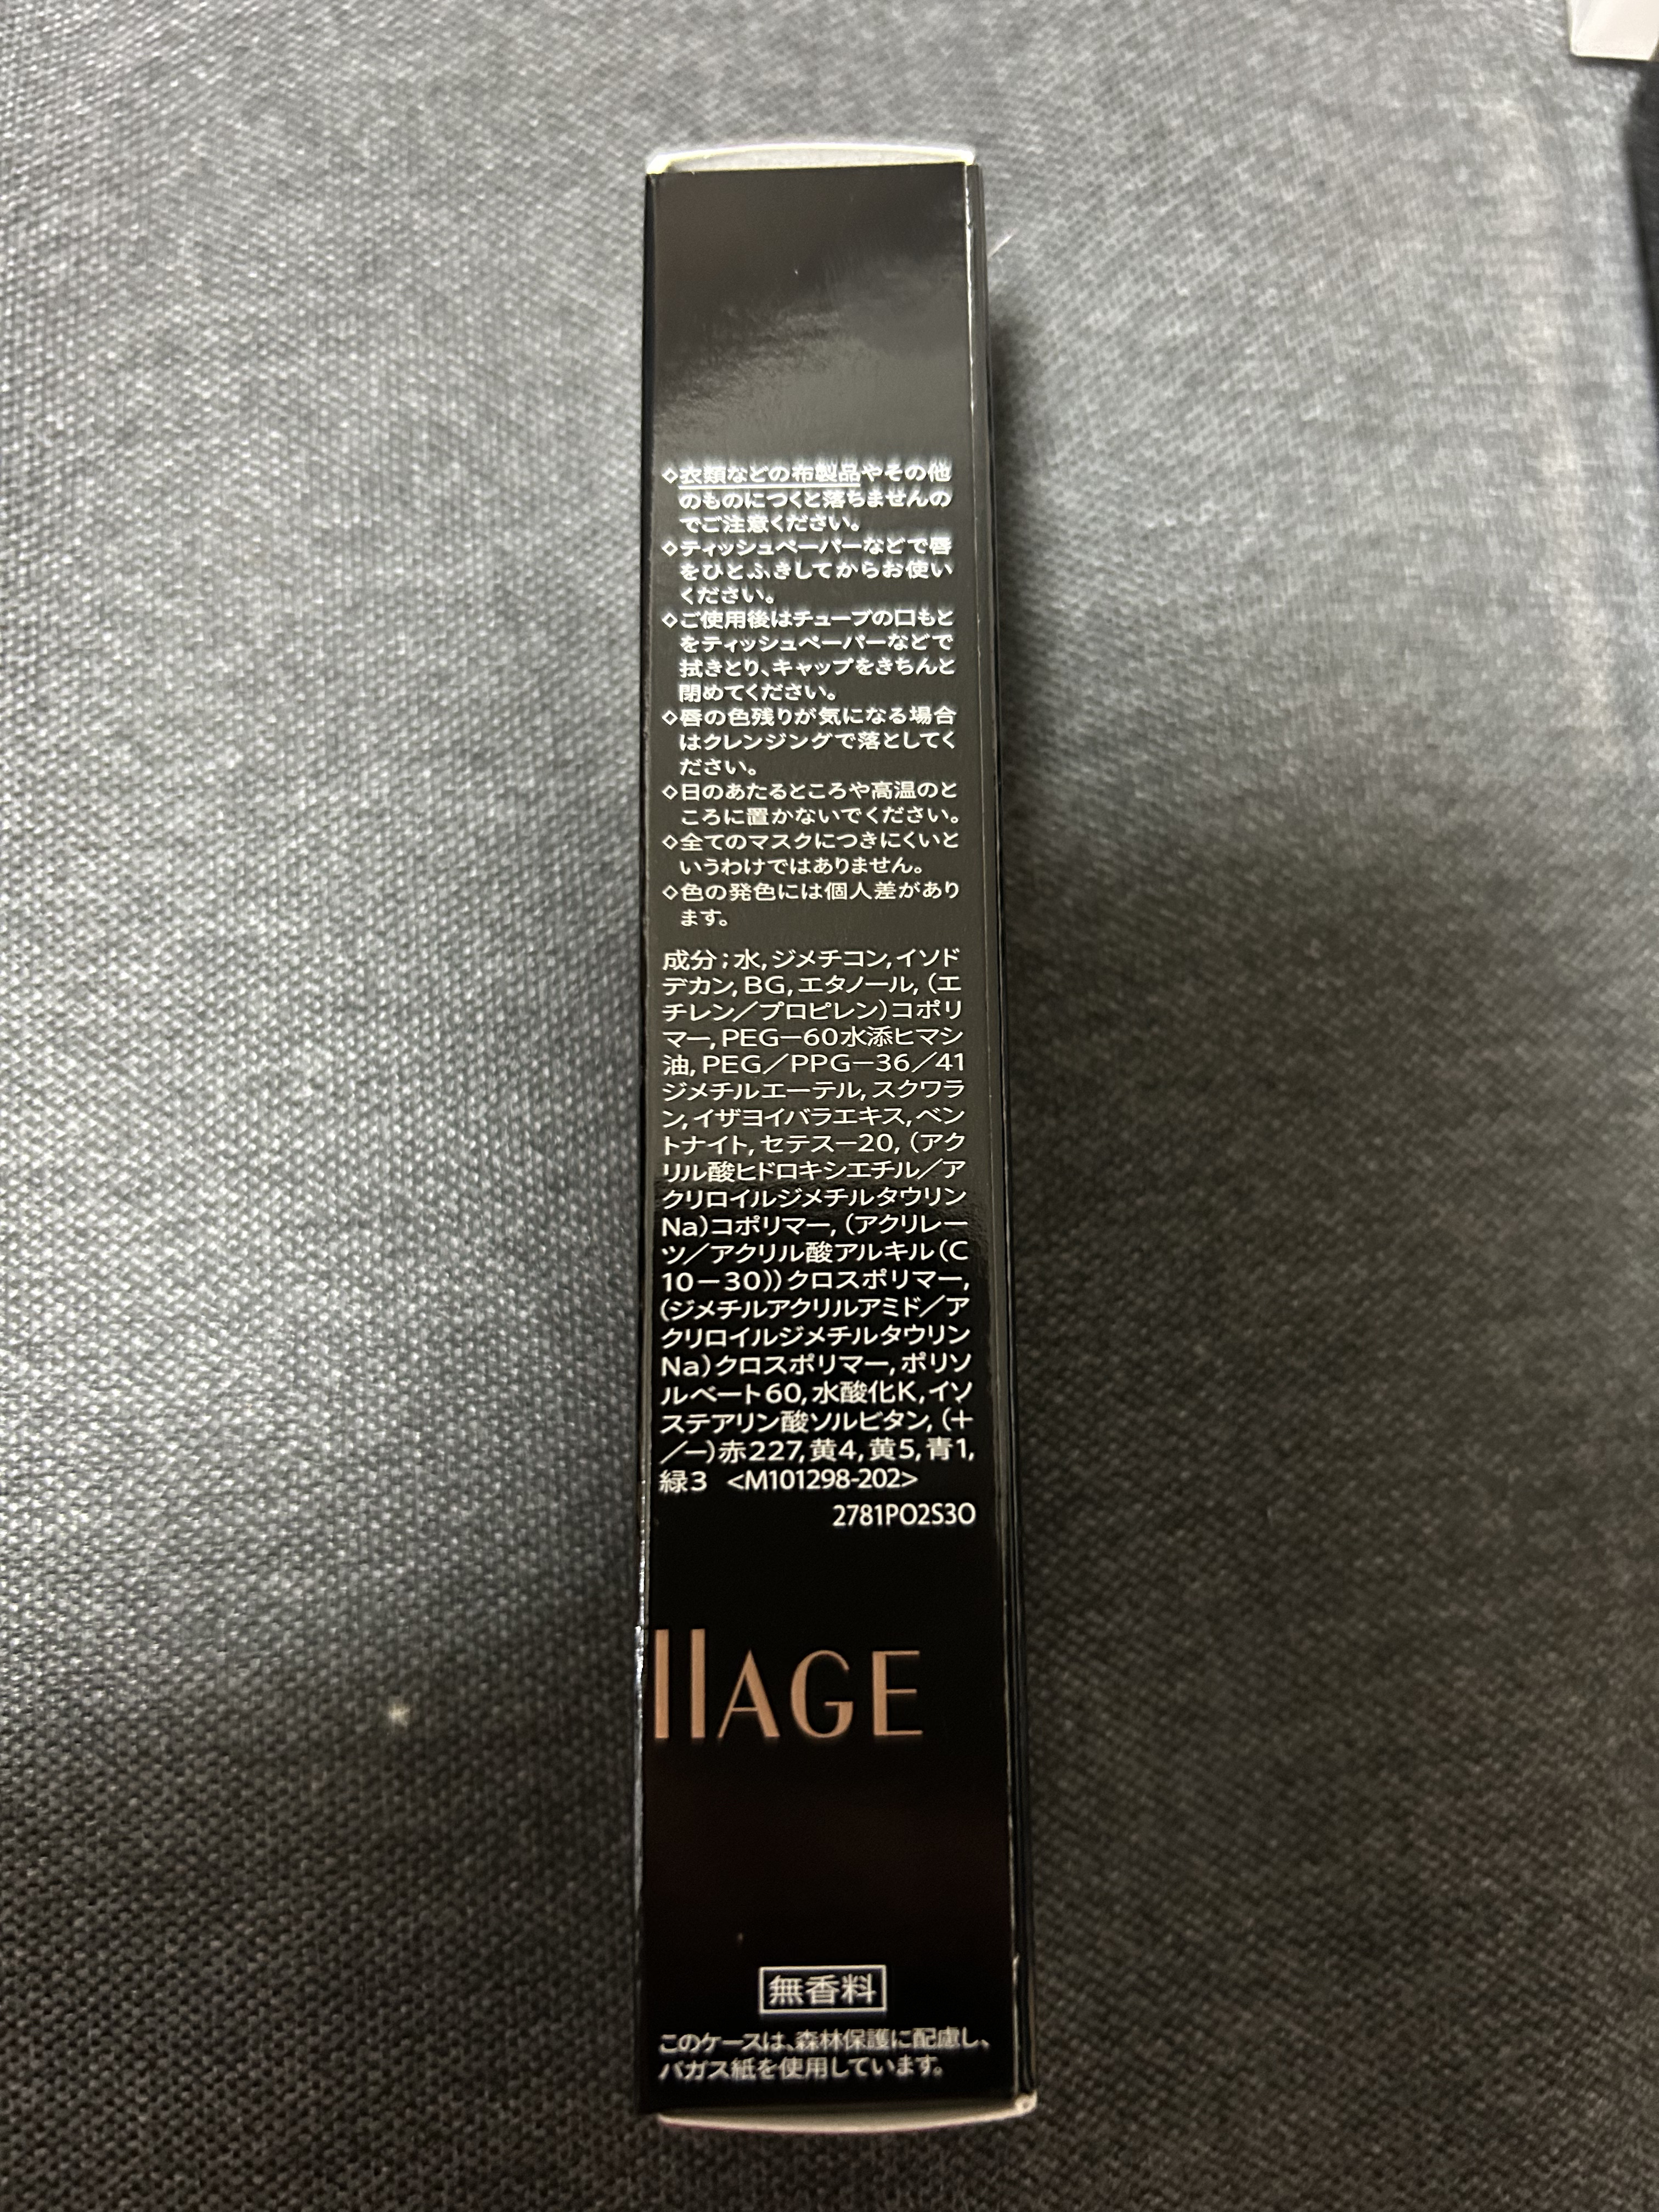 ◇衣類などの布製品やその他
のものにつくと落ちませんの
でご注意ください。
◇ティッシュペーパーなどで唇
をひとふきしてからお使い
ください。
◇ご使用後はチューブの口もと
をティッシュペーパーなどで
拭きとり、キャップをきちんと
閉めてください。
◇唇の色残りが気になる場合
はクレンジングで落としてく
ださい。
◇日のあたるところや高温のと
ころに置かないでください。
◇全てのマスクにつきにくいと
いうわけではありません。
◇色の発色には個人差があり
ます。
成分;水,ジメチコン,イソド
デカン,BG,エタノール,(エ
チレン/プロピレン)コポリ
マー,PEG-60水添ヒマシ
油,PEG/PPG-36/41
ジメチルエーテル,スクワラ
ン,イザヨイバラエキス,ベン
トナイト,セテス-20,(アク
リル酸ヒドロキシエチル/ア
クリロイルジメチルタウリン
Na)コポリマー,(アクリレー
ツ/アクリル酸アルキル(C
10-30))クロスポリマー,
(ジメチルアクリルアミド/ア
クリロイルジメチルタウリン
Na)クロスポリマー,ポリソ
ルベート60,水酸化K,イソ
ステアリン酸ソルビタン,(+
/-)赤227,黄4,黄5,青1,
緑3 <M101298-202>
2781PO2S3O
llAGE
無香料
このケースは、森林保護に配慮し、
バガス紙を使用しています。